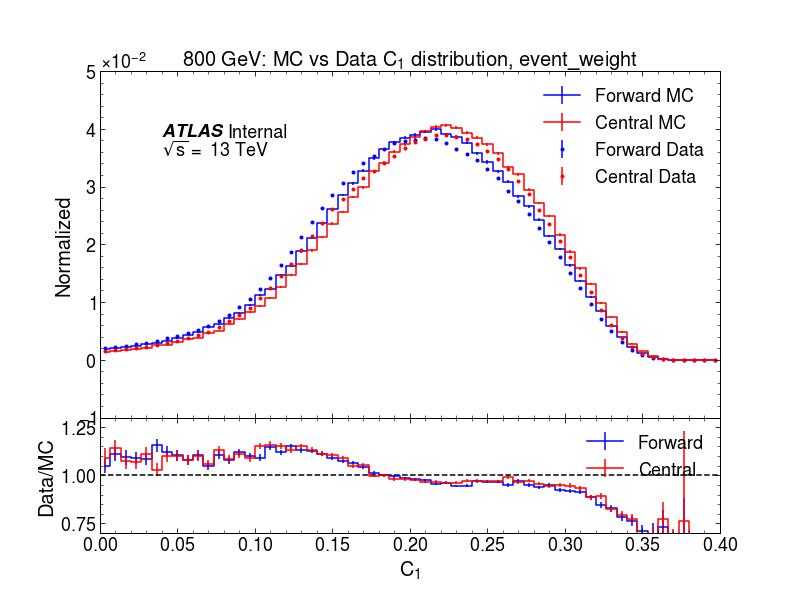 ×10⁻²
800 GeV: MC vs Data C₁ distribution, event_weight
5
4
3
2
1
0
−1
Normalized
ATLAS Internal
√s = 13 TeV
Forward MC
Central MC
Forward Data
Central Data
1.25
1.00
0.75
Data/MC
Forward
Central
0.00 0.05 0.10 0.15 0.20 0.25 0.30 0.35 0.40
C₁